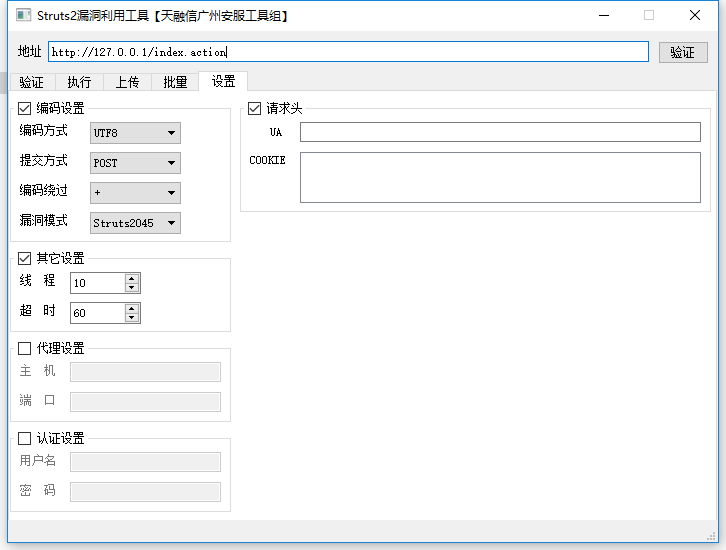 Struts2漏洞利用工具【天融信广州安服工具组】
地址 http://127.0.0.1/index.action 验证
验证 执行 上传 批量 设置
编码设置
编码方式 UTF8
提交方式 POST
编码绕过 +
漏洞模式 Struts2045
其它设置
线 程 10
超 时 60
代理设置
主 机
端 口
认证设置
用户名
密 码
请求头
UA
COOKIE